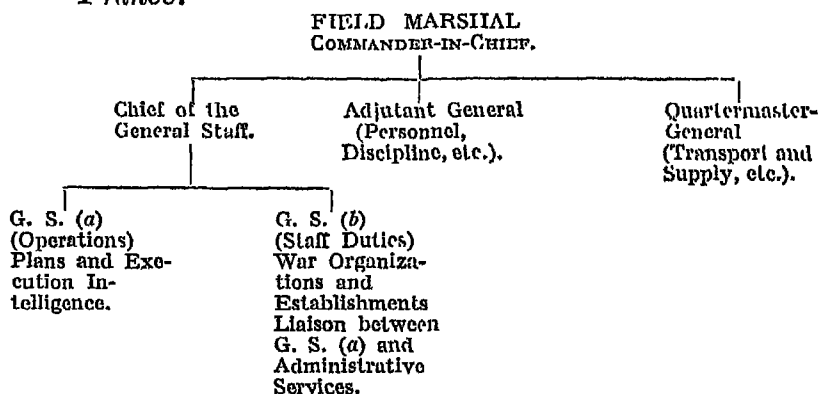 FIELD MARSHAL
COMMANDER-IN-CHIEF.
Chief of the
General Staff.
Adjutant General
(Personnel,
Discipline, etc.).
Quartermaster-
General
(Transport and
Supply, etc.).
G. S. (a)
(Operations)
Plans and Exe-
cution In-
telligence.
G. S. (b)
(Staff Duties)
War Organiza-
tions and
Establishments
Liaison between
G. S. (a) and
Administrative
Services.